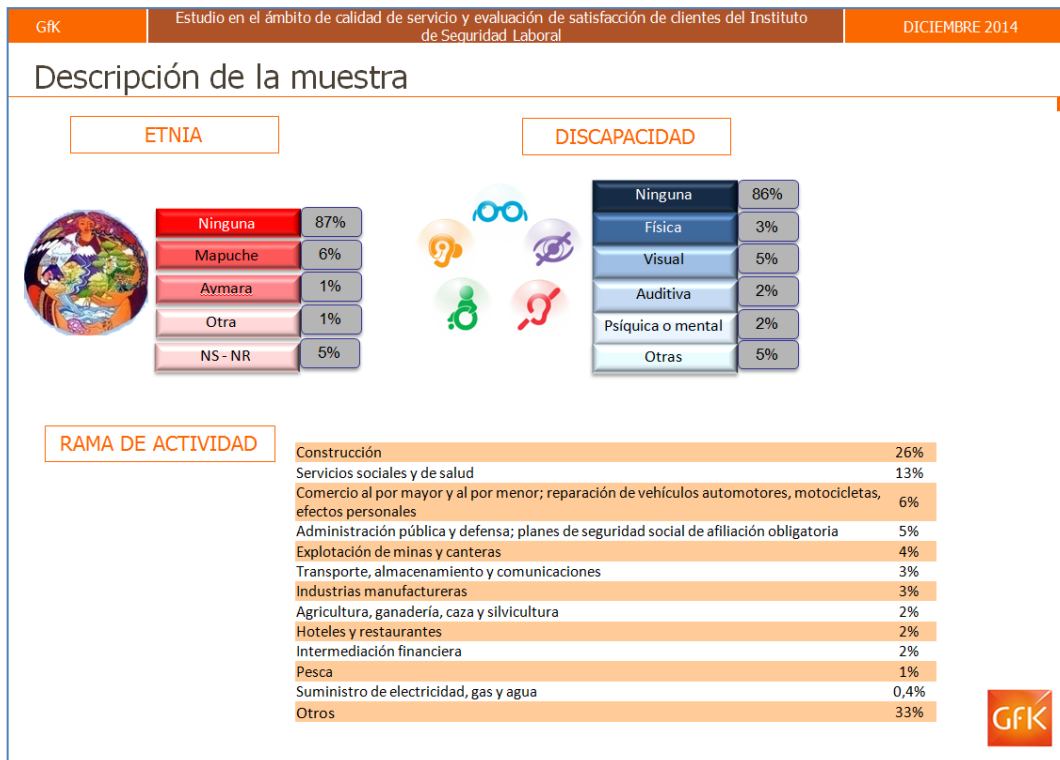 GfK
Estudio en el ámbito de calidad de servicio y evaluación de satisfacción de clientes del Instituto
de Seguridad Laboral
DICIEMBRE 2014
Descripción de la muestra
ETNIA
Ninguna 87%
Mapuche 6%
Aymara 1%
Otra 1%
NS - NR 5%
DISCAPACIDAD
Ninguna 86%
Física 3%
Visual 5%
Auditiva 2%
Psíquica o mental 2%
Otras 5%
RAMA DE ACTIVIDAD
Construcción 26%
Servicios sociales y de salud 13%
Comercio al por mayor y al por menor; reparación de vehículos automotores, motocicletas,
efectos personales 6%
Administración pública y defensa; planes de seguridad social de afiliación obligatoria 5%
Explotación de minas y canteras 4%
Transporte, almacenamiento y comunicaciones 3%
Industrias manufactureras 3%
Agricultura, ganadería, caza y silvicultura 2%
Hoteles y restaurantes 2%
Intermediación financiera 2%
Pesca 1%
Suministro de electricidad, gas y agua 0,4%
Otros 33%
GfK